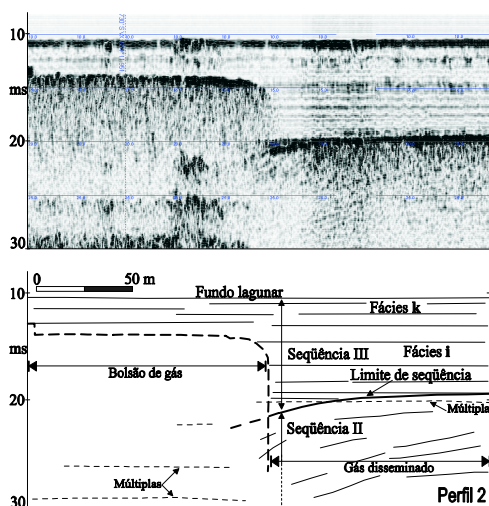 10
ms
20
30
0 50 m
10
Fundo lagunar
Fácies k
ms
Seqüência III
Fácies i
Bolsão de gás
Limite de seqüência
20
Múltiplas
Seqüência II
Gás disseminado
Múltiplas
30
Perfil 2